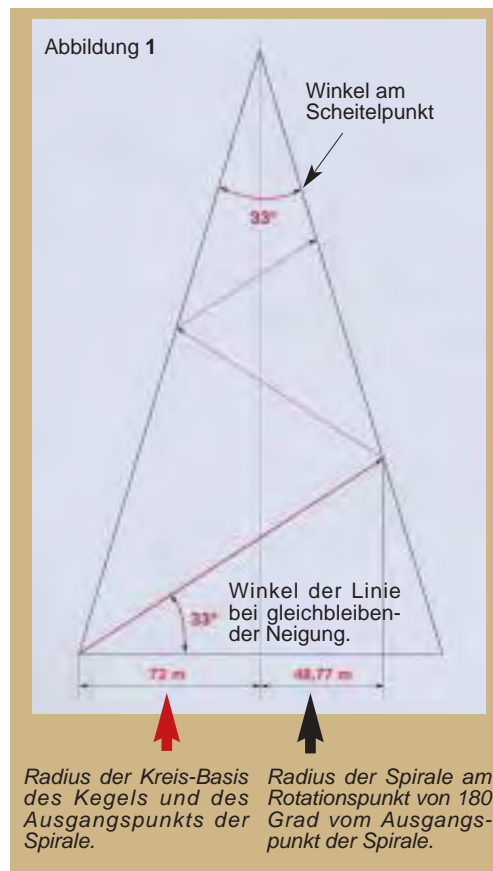 Abbildung 1
Winkel am
Scheitelpunkt
33°
33°
Winkel der Linie
bei gleichbleiben-
der Neigung.
72 m
48,77 m
Radius der Kreis-Basis
des Kegels und des
Ausgangspunkts der
Spirale.
Radius der Spirale am
Rotationspunkt von 180
Grad vom Ausgangs-
punkt der Spirale.